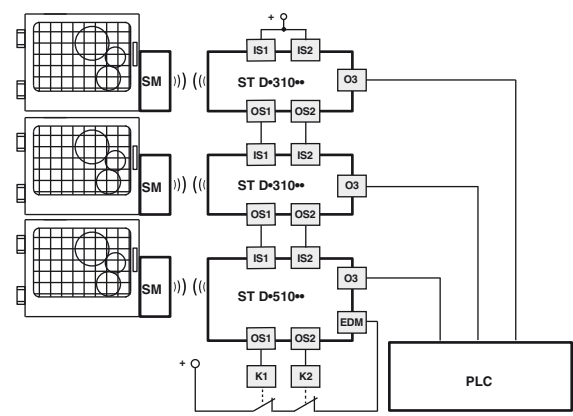 +
IS1 IS2
SM ))) ((( ST D•310•• O3
OS1 OS2
IS1 IS2
SM ))) ((( ST D•310•• O3
OS1 OS2
IS1 IS2
SM ))) ((( ST D•510•• O3
EDM
OS1 OS2
+
K1 K2
PLC